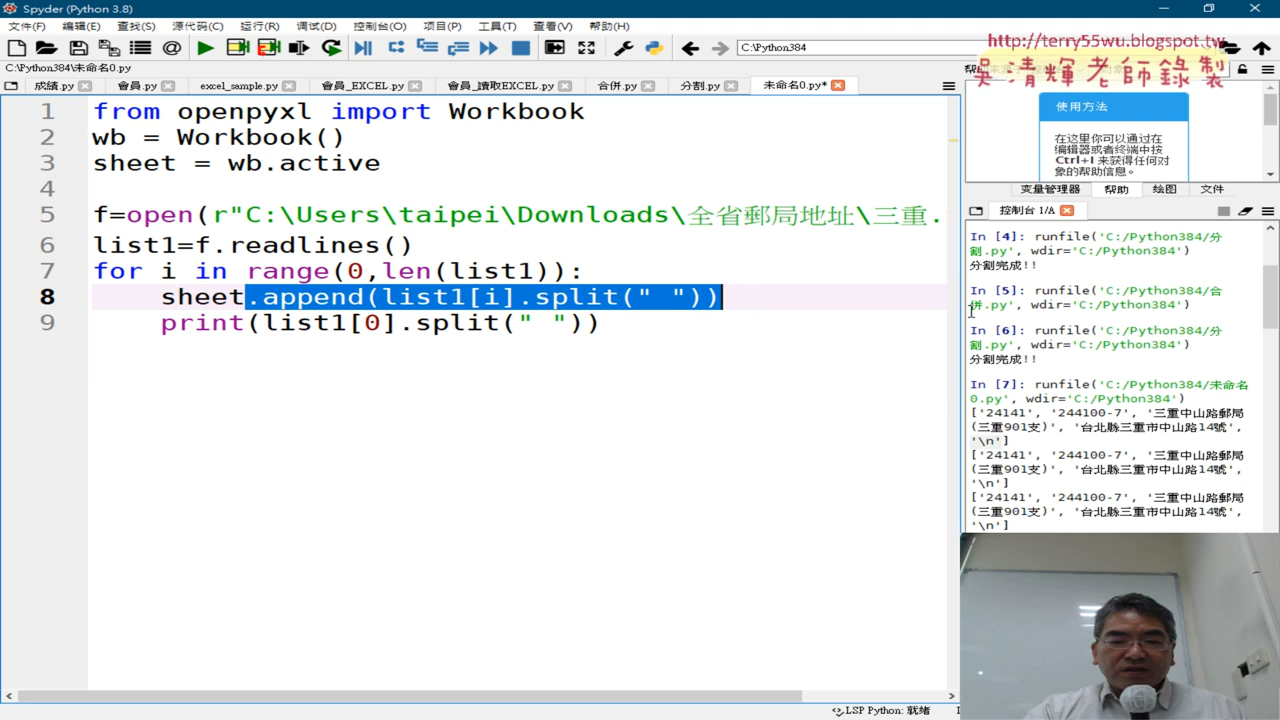 Spyder (Python 3.8)
文件(F) 编辑(E) 查找(S) 源代码(C) 运行(R) 调试(D) 控制台(O) 项目(P) 工具(T) 查看(V) 帮助(H)
C:\Python384
http://terry55wu.blogspot.tw
吳清輝老師錄製
C:\Python384\未命名0.py
成績.py 會員.py excel_sample.py 會員_EXCEL.py 會員_讀取EXCEL.py 合併.py 分割.py 未命名0.py*
1 from openpyxl import Workbook
2 wb = Workbook()
3 sheet = wb.active
4
5 f=open(r"C:\Users\taipei\Downloads\全省郵局地址\三重.
6 list1=f.readlines()
7 for i in range(0,len(list1)):
8 sheet.append(list1[i].split(" "))
9 print(list1[0].split(" "))
使用方法
在这里你可以通过在
编辑器或者终端中按
Ctrl+I 来获得任何对
象的帮助信息。
变量管理器 帮助 绘图 文件
控制台 1/A
In [4]: runfile('C:/Python384/分
割.py', wdir='C:/Python384')
分割完成!!
In [5]: runfile('C:/Python384/合
併.py', wdir='C:/Python384')
In [6]: runfile('C:/Python384/分
割.py', wdir='C:/Python384')
分割完成!!
In [7]: runfile('C:/Python384/未命名
0.py', wdir='C:/Python384')
['24141', '244100-7', '三重中山路郵局
(三重901支)', '台北縣三重市中山路14號',
'\n']
['24141', '244100-7', '三重中山路郵局
(三重901支)', '台北縣三重市中山路14號',
'\n']
['24141', '244100-7', '三重中山路郵局
(三重901支)', '台北縣三重市中山路14號',
'\n']
LSP Python: 就绪